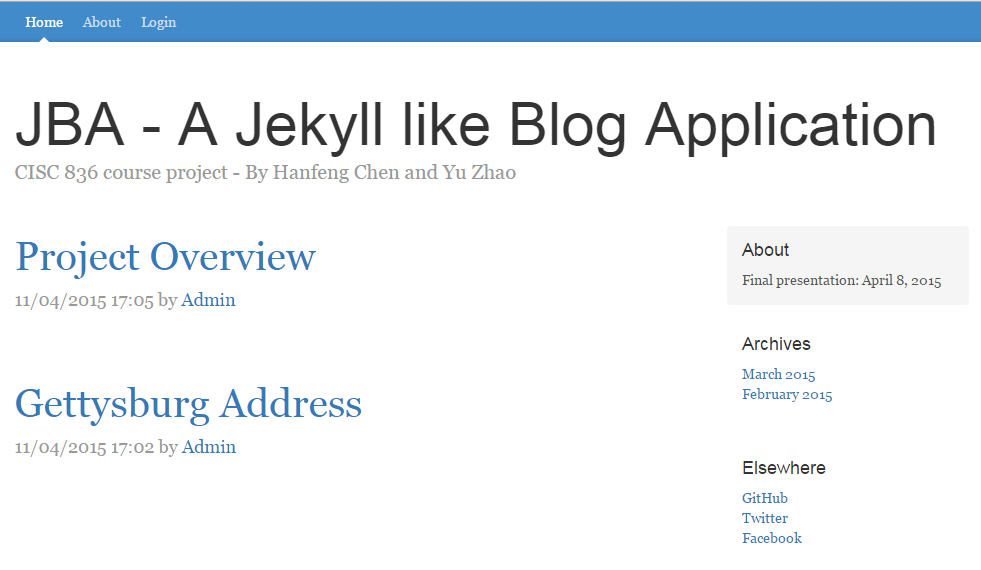 Home About Login
JBA - A Jekyll like Blog Application
CISC 836 course project - By Hanfeng Chen and Yu Zhao
Project Overview
11/04/2015 17:05 by Admin
Gettysburg Address
11/04/2015 17:02 by Admin
About
Final presentation: April 8, 2015
Archives
March 2015
February 2015
Elsewhere
GitHub
Twitter
Facebook